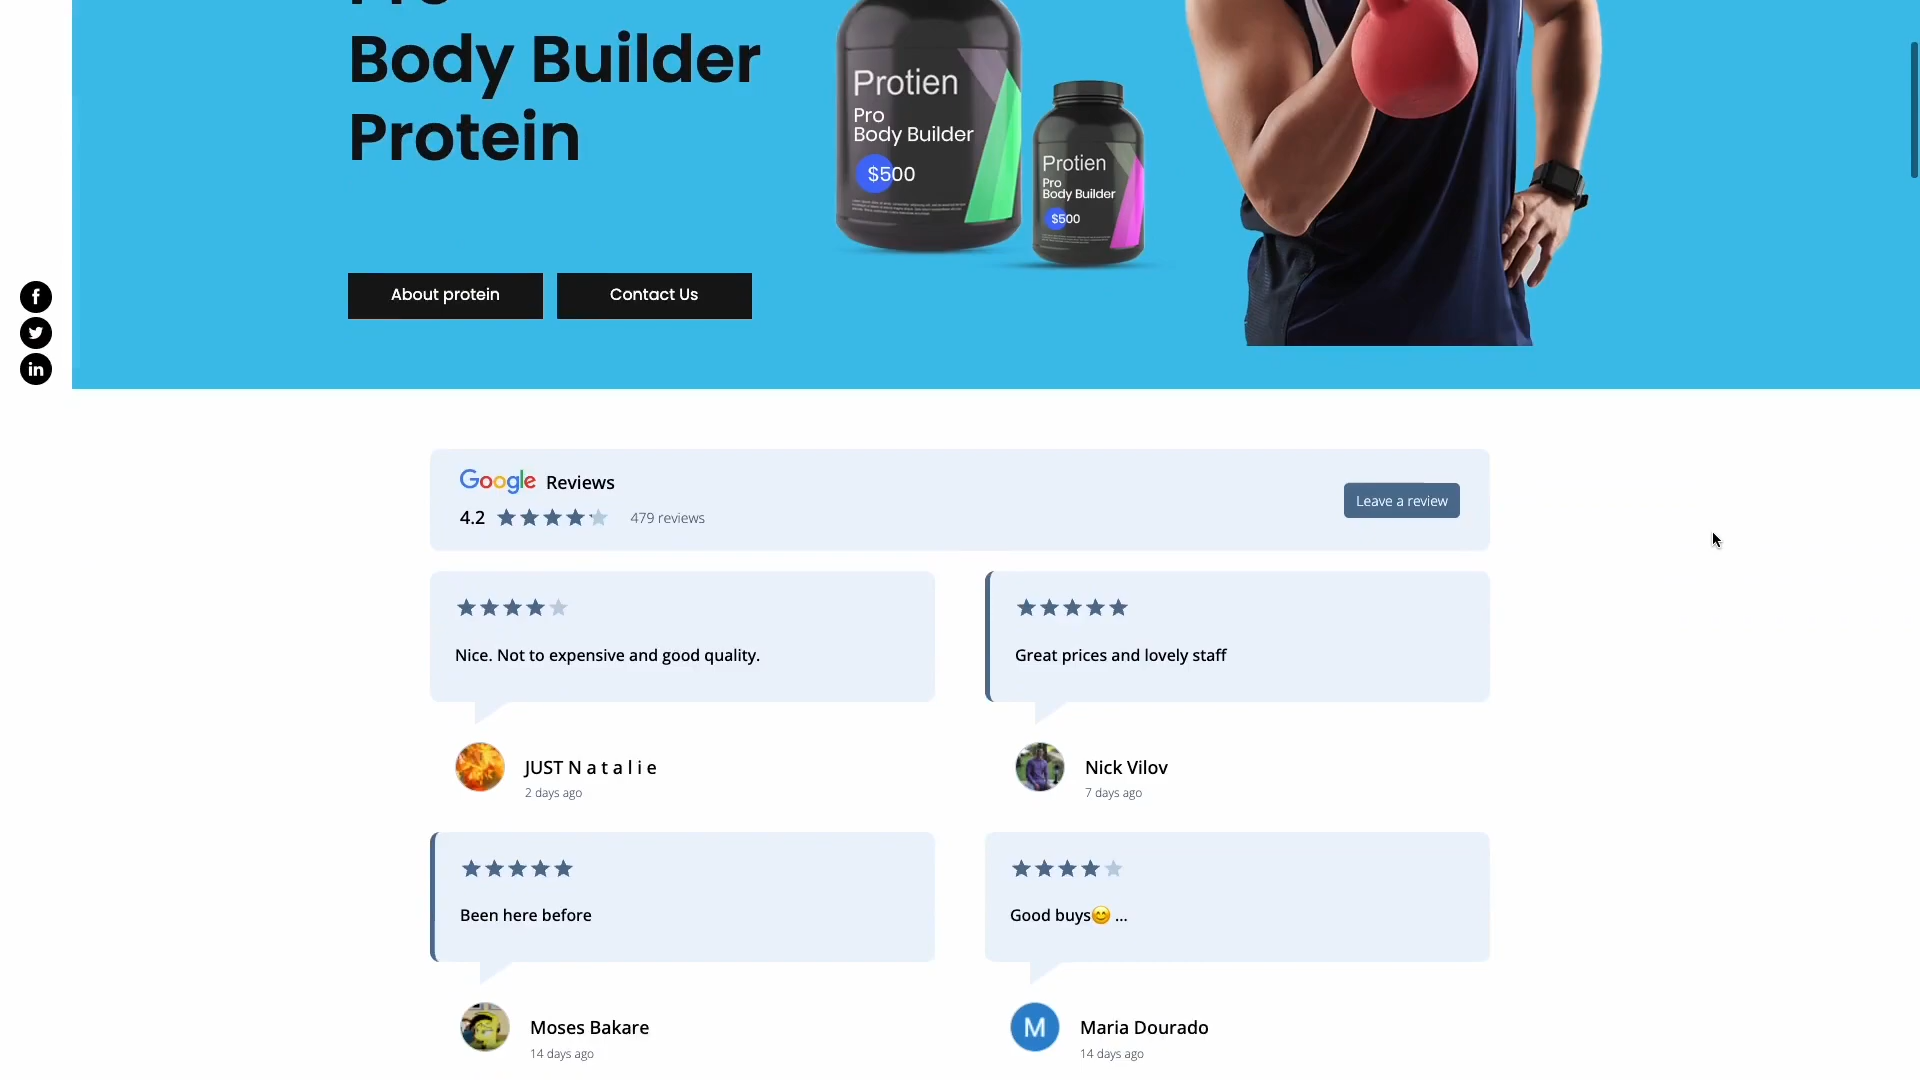 Body Builder
Protein
Protien
Pro
Body Builder
$500
Protien
Pro
Body Builder
$500
About protein
Contact Us
Google Reviews
4.2 479 reviews
Leave a review
Nice. Not to expensive and good quality.
JUST N a t a l i e
2 days ago
Great prices and lovely staff
Nick Vilov
7 days ago
Been here before
Moses Bakare
14 days ago
Good buys😊 ...
M
Maria Dourado
14 days ago